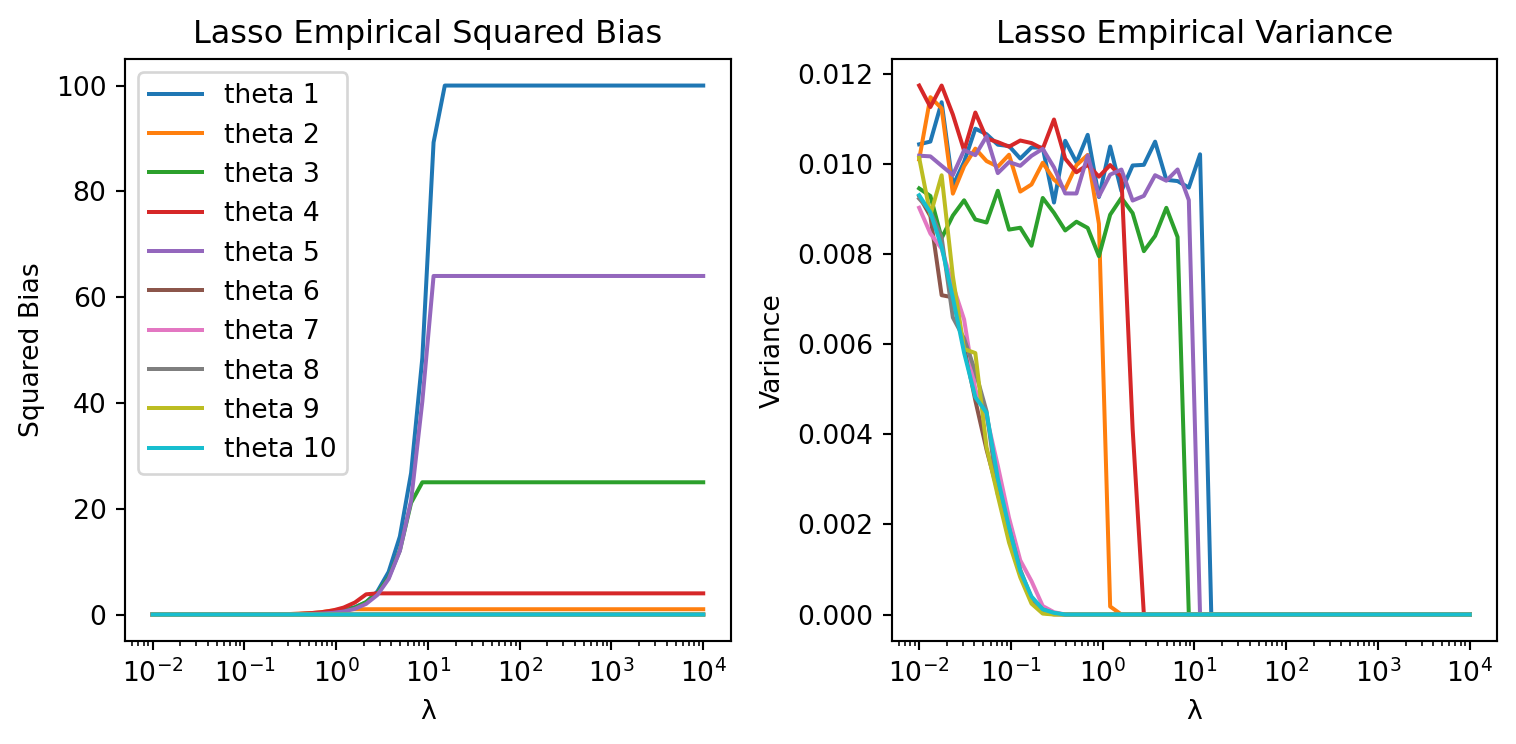 Lasso Empirical Squared Bias
Squared Bias
100
80
60
40
20
0
theta 1
theta 2
theta 3
theta 4
theta 5
theta 6
theta 7
theta 8
theta 9
theta 10
10⁻² 10⁻¹ 10⁰ 10¹ 10² 10³ 10⁴
λ
Lasso Empirical Variance
Variance
0.012
0.010
0.008
0.006
0.004
0.002
0.000
10⁻² 10⁻¹ 10⁰ 10¹ 10² 10³ 10⁴
λ